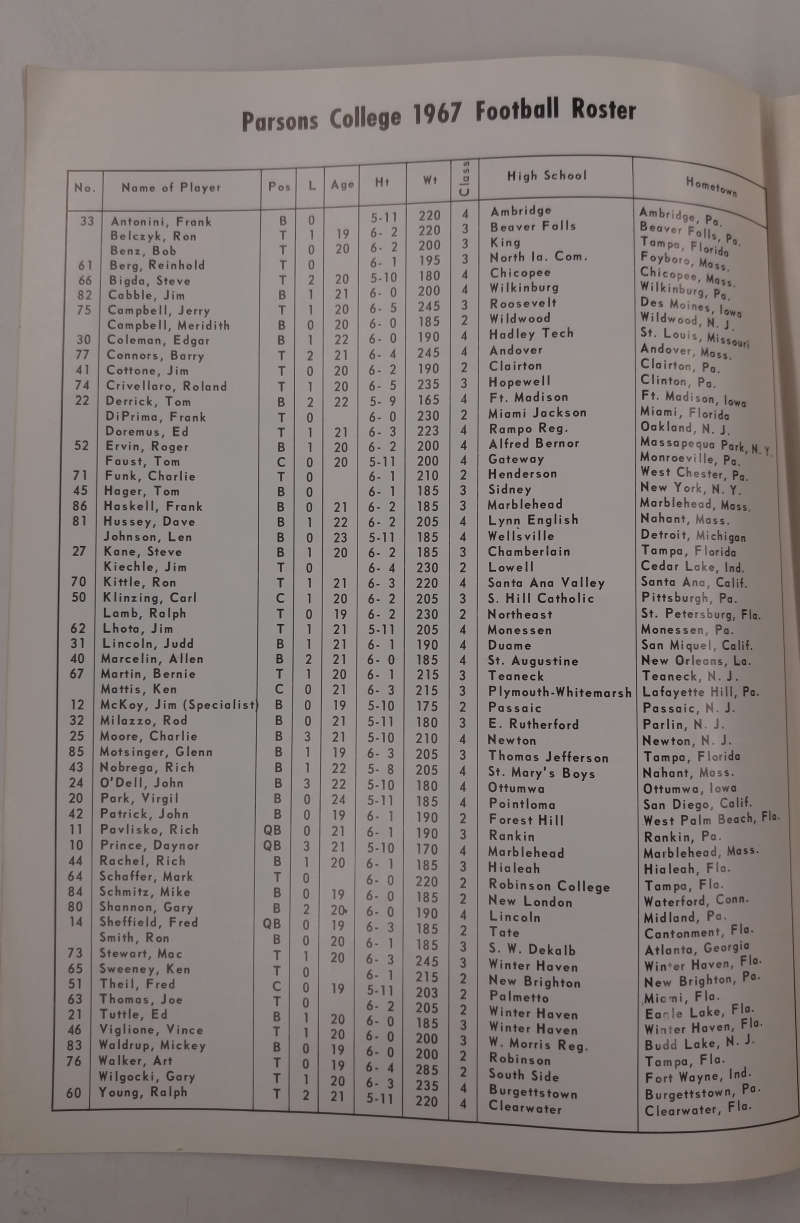 Parsons College 1967 Football Roster
No. Name of Player Pos L Age Ht Wt Class High School Hometown
33 Antonini, Frank B 0 5-11 220 4 Ambridge Ambridge, Pa.
Belczyk, Ron T 1 19 6- 2 220 3 Beaver Falls Beaver Falls, Pa.
Benz, Bob T 0 20 6- 2 200 3 King Tampa, Florida
61 Berg, Reinhold T 0 6- 1 195 3 North Ia. Com. Foyboro, Mass.
66 Bigda, Steve T 2 20 5-10 180 4 Chicopee Chicopee, Mass.
82 Cabble, Jim B 1 21 6- 0 200 4 Wilkinburg Wilkinburg, Pa.
75 Campbell, Jerry T 1 20 6- 5 245 3 Roosevelt Des Moines, Iowa
Campbell, Meridith B 0 20 6- 0 185 2 Wildwood Wildwood, N. J.
30 Coleman, Edgar B 1 22 6- 0 190 4 Hadley Tech St. Louis, Missouri
77 Connors, Barry T 2 21 6- 4 245 4 Andover Andover, Mass.
41 Cottone, Jim T 0 20 6- 2 190 2 Clairton Clairton, Pa.
74 Crivellaro, Roland T 1 20 6- 5 235 3 Hopewell Clinton, Pa.
22 Derrick, Tom B 2 22 5- 9 165 4 Ft. Madison Ft. Madison, Iowa
DiPrima, Frank T 0 6- 0 230 2 Miami Jackson Miami, Florida
Doremus, Ed T 1 21 6- 3 223 4 Rampo Reg. Oakland, N. J.
52 Ervin, Roger B 1 20 6- 2 200 4 Alfred Bernor Massapequa Park, N. Y.
Faust, Tom C 0 20 5-11 200 4 Gateway Monroeville, Pa.
71 Funk, Charlie T 0 6- 1 210 2 Henderson West Chester, Pa.
45 Hager, Tom B 0 6- 1 185 3 Sidney New York, N. Y.
86 Haskell, Frank B 0 21 6- 2 185 3 Marblehead Marblehead, Mass.
81 Hussey, Dave B 1 22 6- 2 205 4 Lynn English Nahant, Mass.
Johnson, Len B 0 23 5-11 185 4 Wellsville Detroit, Michigan
27 Kane, Steve B 1 20 6- 2 185 3 Chamberlain Tampa, Florida
Kiechle, Jim T 0 6- 4 230 2 Lowell Cedar Lake, Ind.
70 Kittle, Ron T 1 21 6- 3 220 4 Santa Ana Valley Santa Ana, Calif.
50 Klinzing, Carl C 1 20 6- 2 205 3 S. Hill Catholic Pittsburgh, Pa.
Lamb, Ralph T 0 19 6- 2 230 2 Northeast St. Petersburg, Fla.
62 Lhota, Jim T 1 21 5-11 205 4 Monessen Monessen, Pa.
31 Lincoln, Judd B 1 21 6- 1 190 4 Duame San Miquel, Calif.
40 Marcelin, Allen B 2 21 6- 0 185 4 St. Augustine New Orleans, La.
67 Martin, Bernie T 1 20 6- 1 215 3 Teaneck Teaneck, N. J.
Mattis, Ken C 0 21 6- 3 215 3 Plymouth-Whitemarsh Lafayette Hill, Pa.
12 McKoy, Jim (Specialist) B 0 19 5-10 175 2 Passaic Passaic, N. J.
32 Milazzo, Rod B 0 21 5-11 180 3 E. Rutherford Parlin, N. J.
25 Moore, Charlie B 3 21 5-10 210 4 Newton Newton, N. J.
85 Motsinger, Glenn B 1 19 6- 3 205 3 Thomas Jefferson Tampa, Florida
43 Nobrega, Rich B 1 22 5- 8 205 4 St. Mary's Boys Nahant, Mass.
24 O'Dell, John B 3 22 5-10 180 4 Ottumwa Ottumwa, Iowa
20 Park, Virgil B 0 24 5-11 185 4 Pointloma San Diego, Calif.
42 Patrick, John B 0 19 6- 1 190 2 Forest Hill West Palm Beach, Fla.
11 Pavlisko, Rich QB 0 21 6- 1 190 3 Rankin Rankin, Pa.
10 Prince, Daynor QB 3 21 5-10 170 4 Marblehead Marblehead, Mass.
44 Rachel, Rich B 1 20 6- 1 185 3 Hialeah Hialeah, Fla.
64 Schaffer, Mark T 0 6- 0 220 2 Robinson College Tampa, Fla.
84 Schmitz, Mike B 0 19 6- 0 185 2 New London Waterford, Conn.
80 Shannon, Gary B 2 20 6- 0 190 4 Lincoln Midland, Pa.
14 Sheffield, Fred QB 0 19 6- 3 185 2 Tate Cantonment, Fla.
Smith, Ron B 0 20 6- 1 185 3 S. W. Dekalb Atlanta, Georgia
73 Stewart, Mac T 1 20 6- 3 245 3 Winter Haven Winter Haven, Fla.
65 Sweeney, Ken T 0 6- 1 215 2 New Brighton New Brighton, Pa.
51 Theil, Fred C 0 19 5-11 203 2 Palmetto Miami, Fla.
63 Thomas, Joe T 0 6- 2 205 2 Winter Haven Eagle Lake, Fla.
21 Tuttle, Ed B 1 20 6- 0 185 3 Winter Haven Winter Haven, Fla.
46 Viglione, Vince T 1 20 6- 0 200 3 W. Morris Reg. Budd Lake, N. J.
83 Waldrup, Mickey B 0 19 6- 0 200 2 Robinson Tampa, Fla.
76 Walker, Art T 0 19 6- 4 285 2 South Side Fort Wayne, Ind.
Wilgocki, Gary T 1 20 6- 3 235 4 Burgettstown Burgettstown, Pa.
60 Young, Ralph T 2 21 5-11 220 4 Clearwater Clearwater, Fla.